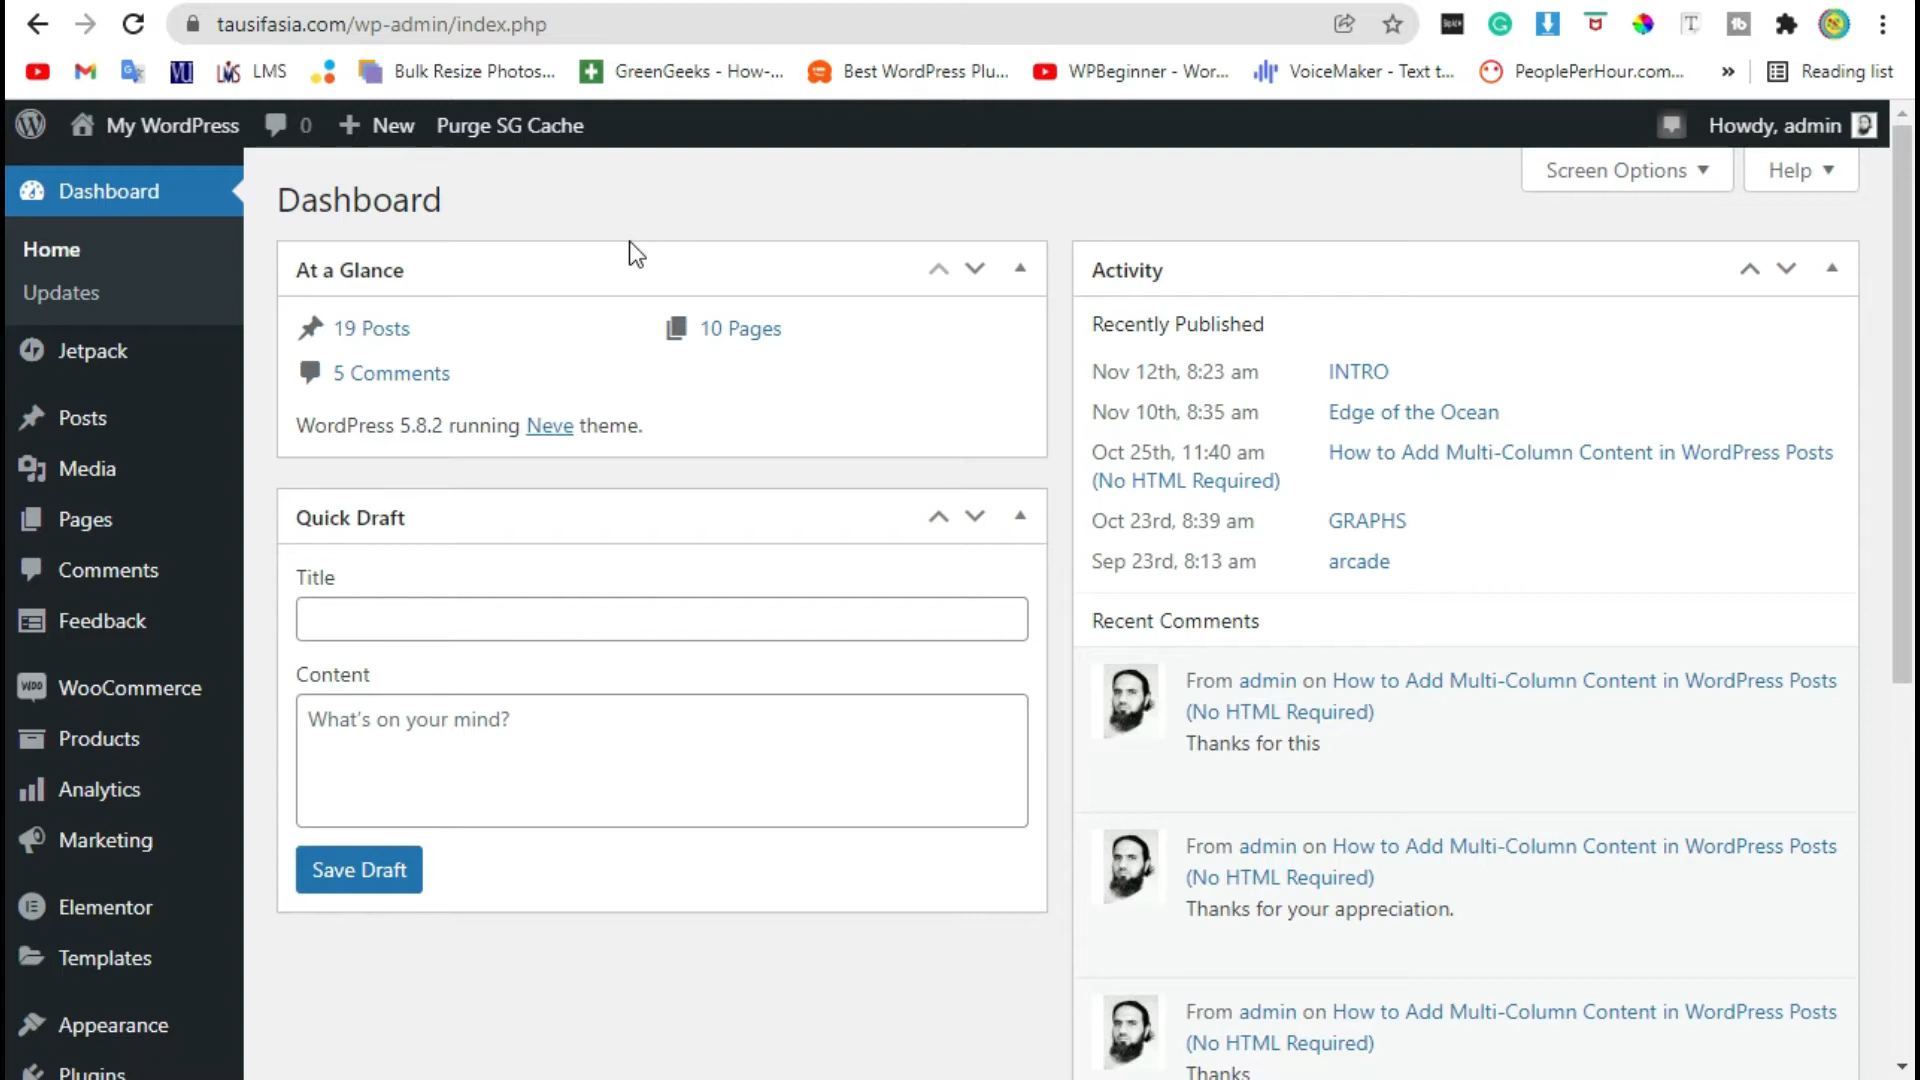 tausifasia.com/wp-admin/index.php
LMS
Bulk Resize Photos...
GreenGeeks - How-...
Best WordPress Plu...
WPBeginner - Wor...
VoiceMaker - Text t...
PeoplePerHour.com...
»
Reading list
My WordPress
0
+ New
Purge SG Cache
Howdy, admin
Screen Options
Help
Dashboard
Home
Updates
Jetpack
Posts
Media
Pages
Comments
Feedback
WooCommerce
Products
Analytics
Marketing
Elementor
Templates
Appearance
Plugins
Dashboard
At a Glance
19 Posts
10 Pages
5 Comments
WordPress 5.8.2 running Neve theme.
Quick Draft
Title
Content
What's on your mind?
Save Draft
Activity
Recently Published
Nov 12th, 8:23 am INTRO
Nov 10th, 8:35 am Edge of the Ocean
Oct 25th, 11:40 am How to Add Multi-Column Content in WordPress Posts
(No HTML Required)
Oct 23rd, 8:39 am GRAPHS
Sep 23rd, 8:13 am arcade
Recent Comments
From admin on How to Add Multi-Column Content in WordPress Posts
(No HTML Required)
Thanks for this
From admin on How to Add Multi-Column Content in WordPress Posts
(No HTML Required)
Thanks for your appreciation.
From admin on How to Add Multi-Column Content in WordPress Posts
(No HTML Required)
Thanks